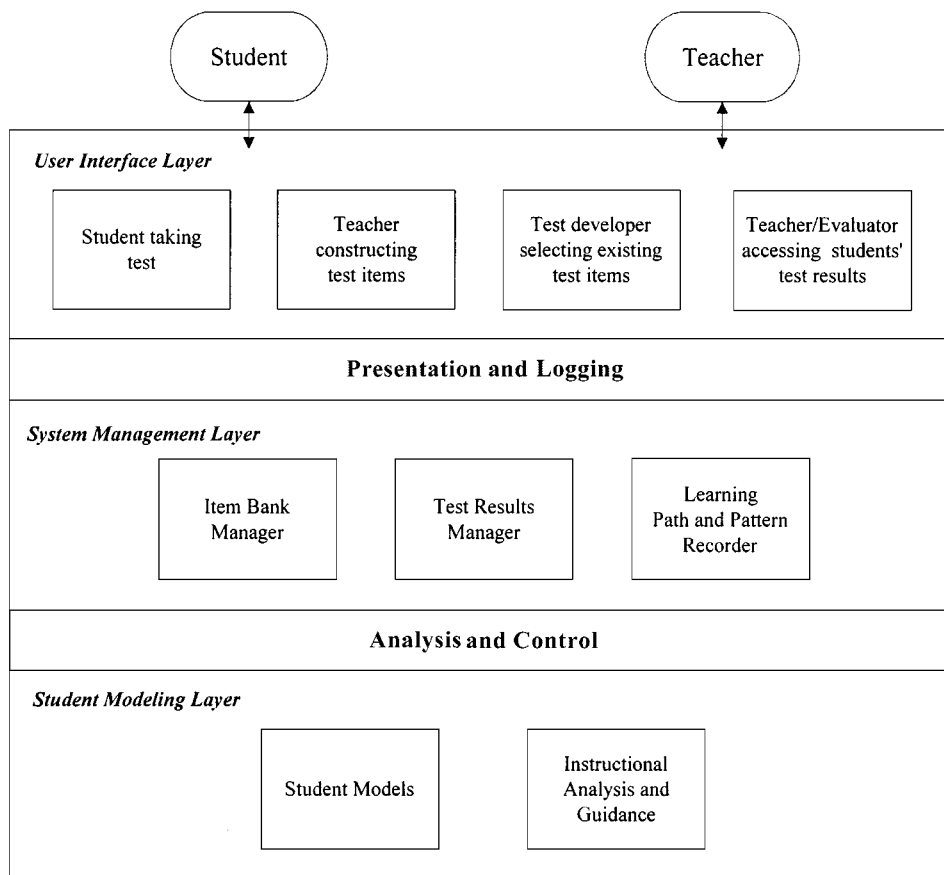 Student
Teacher
User Interface Layer
Student taking
test
Teacher
constructing
test items
Test developer
selecting existing
test items
Teacher/Evaluator
accessing students'
test results
Presentation and Logging
System Management Layer
Item Bank
Manager
Test Results
Manager
Learning
Path and Pattern
Recorder
Analysis and Control
Student Modeling Layer
Student Models
Instructional
Analysis and
Guidance